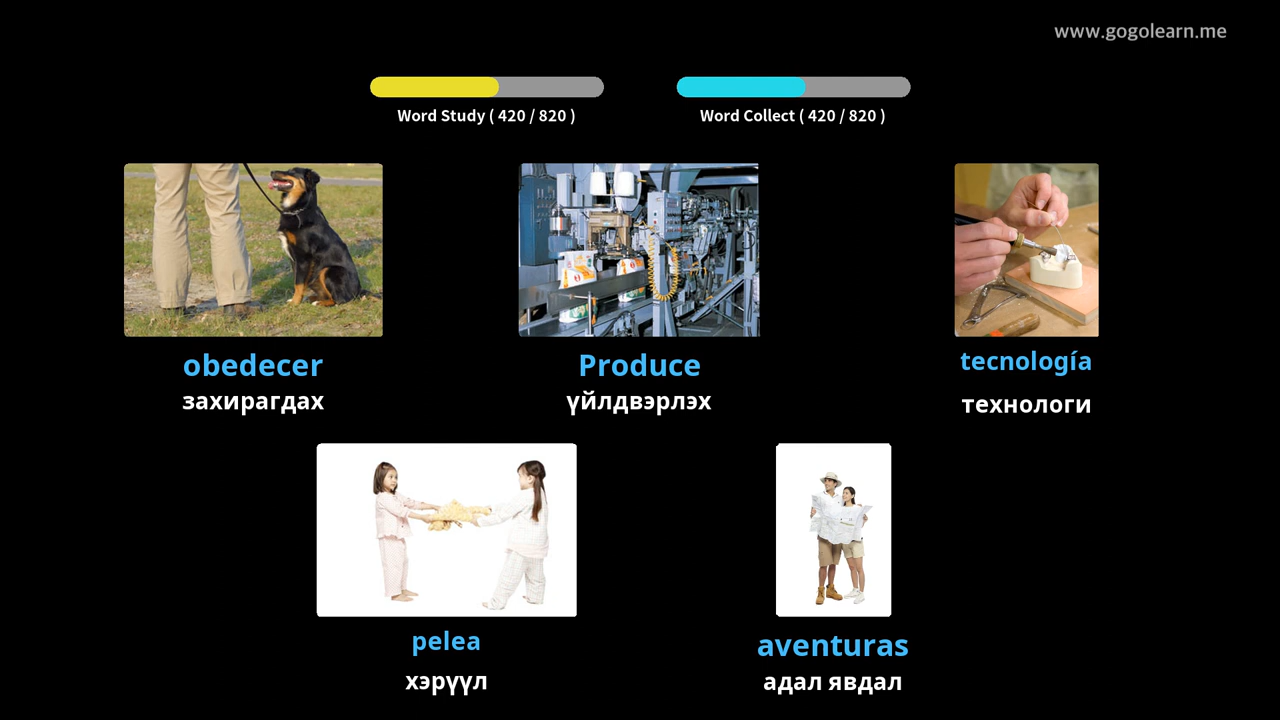 www.gogolearn.me
Word Study ( 420 / 820 )
Word Collect ( 420 / 820 )
obedecer
захирагдах
Produce
үйлдвэрлэх
tecnología
технологи
pelea
хэрүүл
aventuras
адал явдал